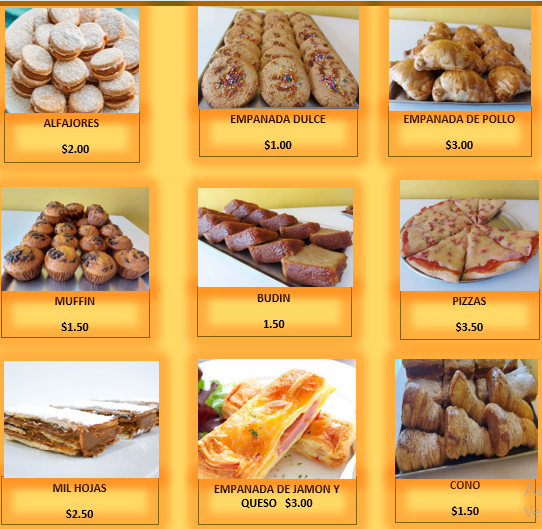 ALFAJORES
$2.00
EMPANADA DULCE
$1.00
EMPANADA DE POLLO
$3.00
MUFFIN
$1.50
BUDIN
1.50
PIZZAS
$3.50
MIL HOJAS
$2.50
EMPANADA DE JAMON Y
QUESO $3.00
CONO
$1.50